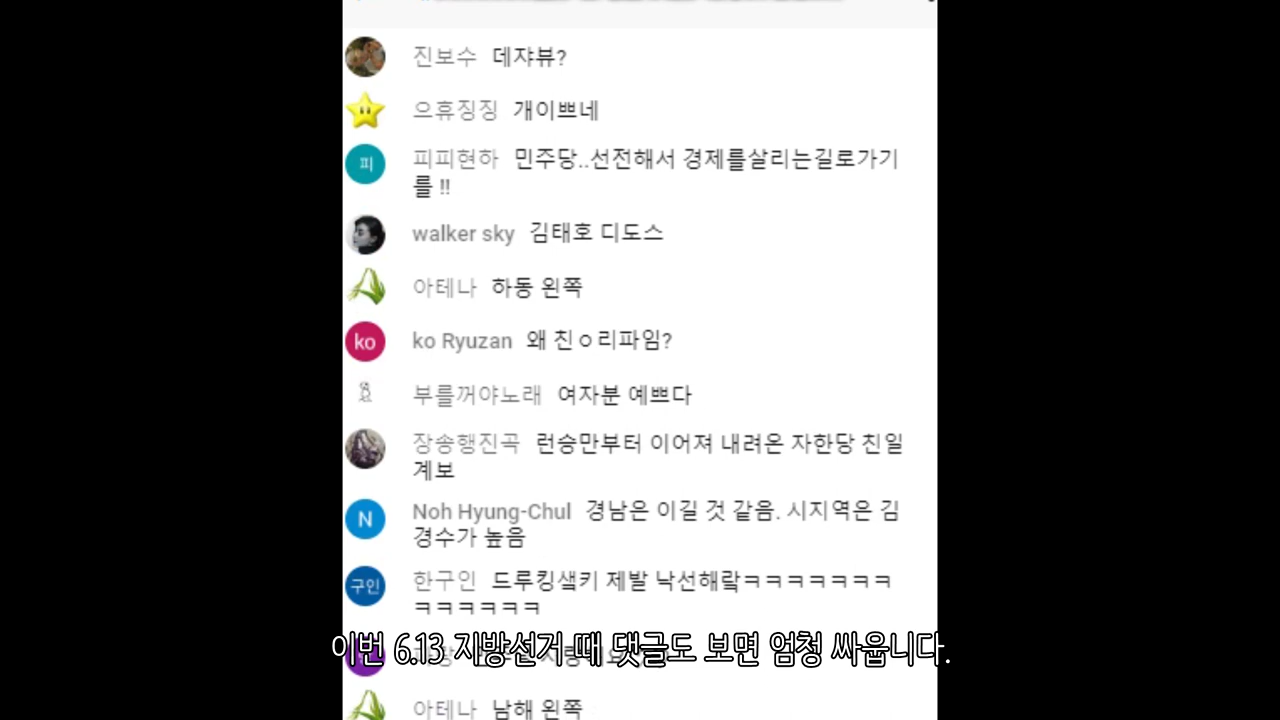 진보수 데쟈뷰?
으휴징징 개이쁘네
피
피피현하 민주당..선전해서 경제를살리는길로가기
를 !!
walker sky 김태호 디도스
아테나 하동 왼쪽
ko
ko Ryuzan 왜 친ㅇ리파임?
부를꺼야노래 여자분 예쁘다
장송행진곡 런승만부터 이어져 내려온 자한당 친일
계보
N
Noh Hyung-Chul 경남은 이길 것 같음. 시지역은 김
경수가 높음
구인
한구인 드루킹섀키 제발 낙선해랔ㅋㅋㅋㅋㅋㅋㅋ
ㅋㅋㅋㅋㅋㅋ
이번 6.13 지방선거 때 댓글도 보면 엄청 싸웁니다.
아테나 남해 왼쪽